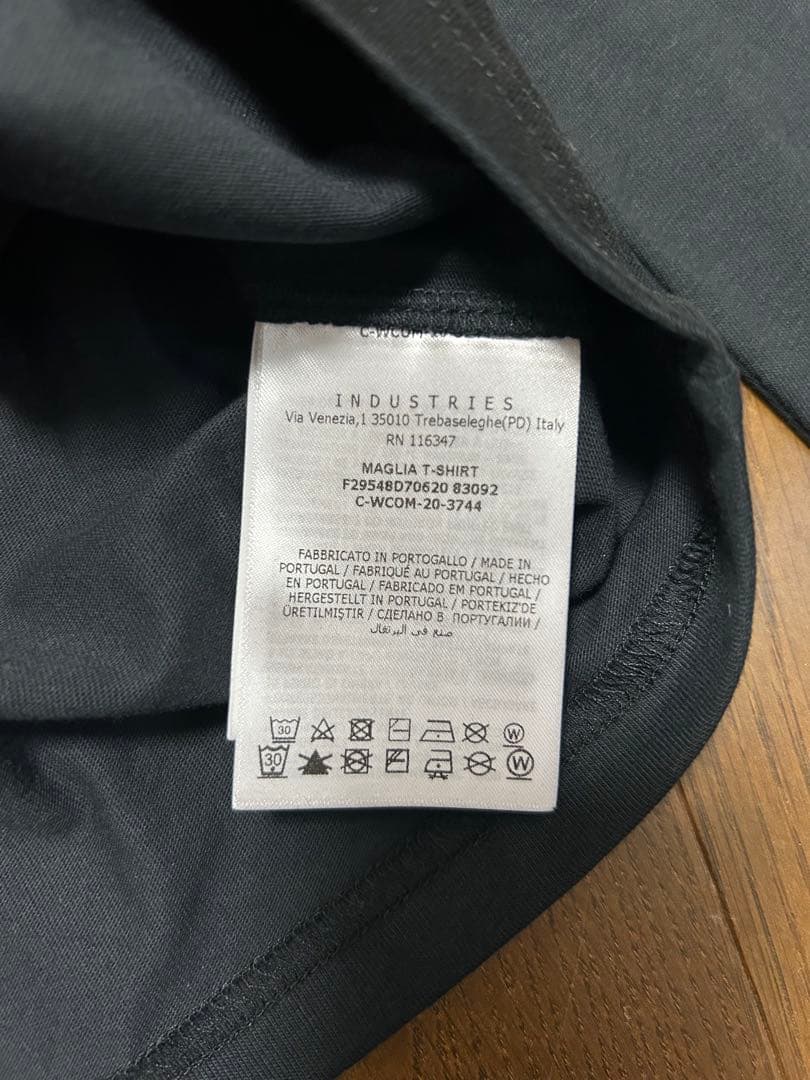 INDUSTRIES
Via Venezia,1 35010 Trebaseleghe(PD) Italy
RN 116347
MAGLIA T-SHIRT
F29548D70620 83092
C-WCOM-20-3744
FABBRICATO IN PORTOGALLO / MADE IN
PORTUGAL / FABRIQUÉ AU PORTUGAL / HECHO
EN PORTUGAL / FABRICADO EM PORTUGAL /
HERGESTELLT IN PORTUGAL / PORTEKIZ'DE
ÜRETILMIŞTIR / СДЕЛАНО В ПОРТУГАЛИИ /
صنع في البرتغال
30 W
30 W